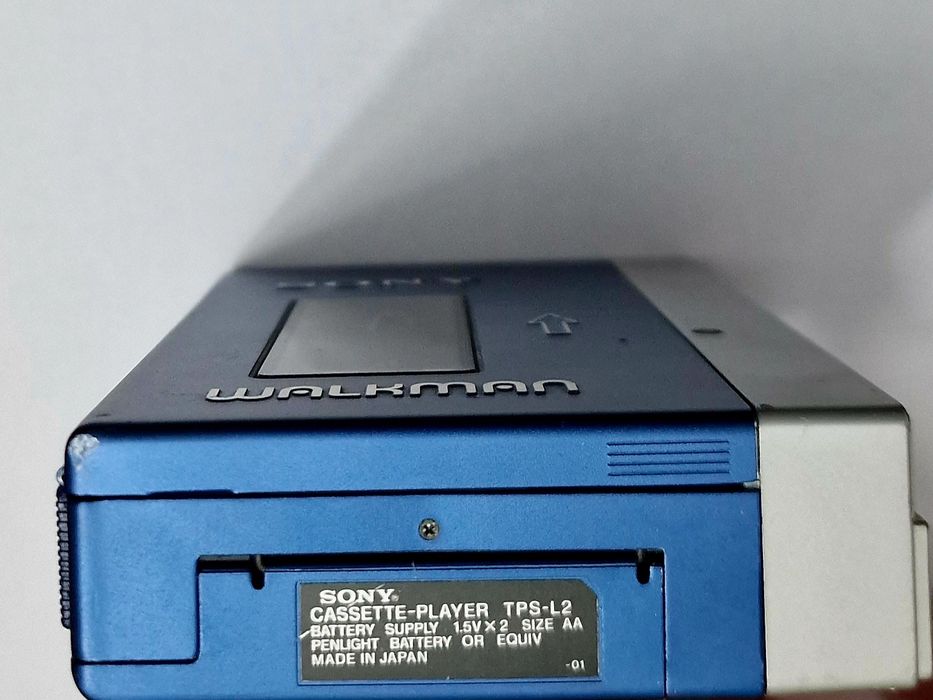 SONY
WALKMAN
SONY®
CASSETTE-PLAYER TPS-L2
BATTERY SUPPLY 1.5V×2 SIZE AA
PENLIGHT BATTERY OR EQUIV
MADE IN JAPAN -01